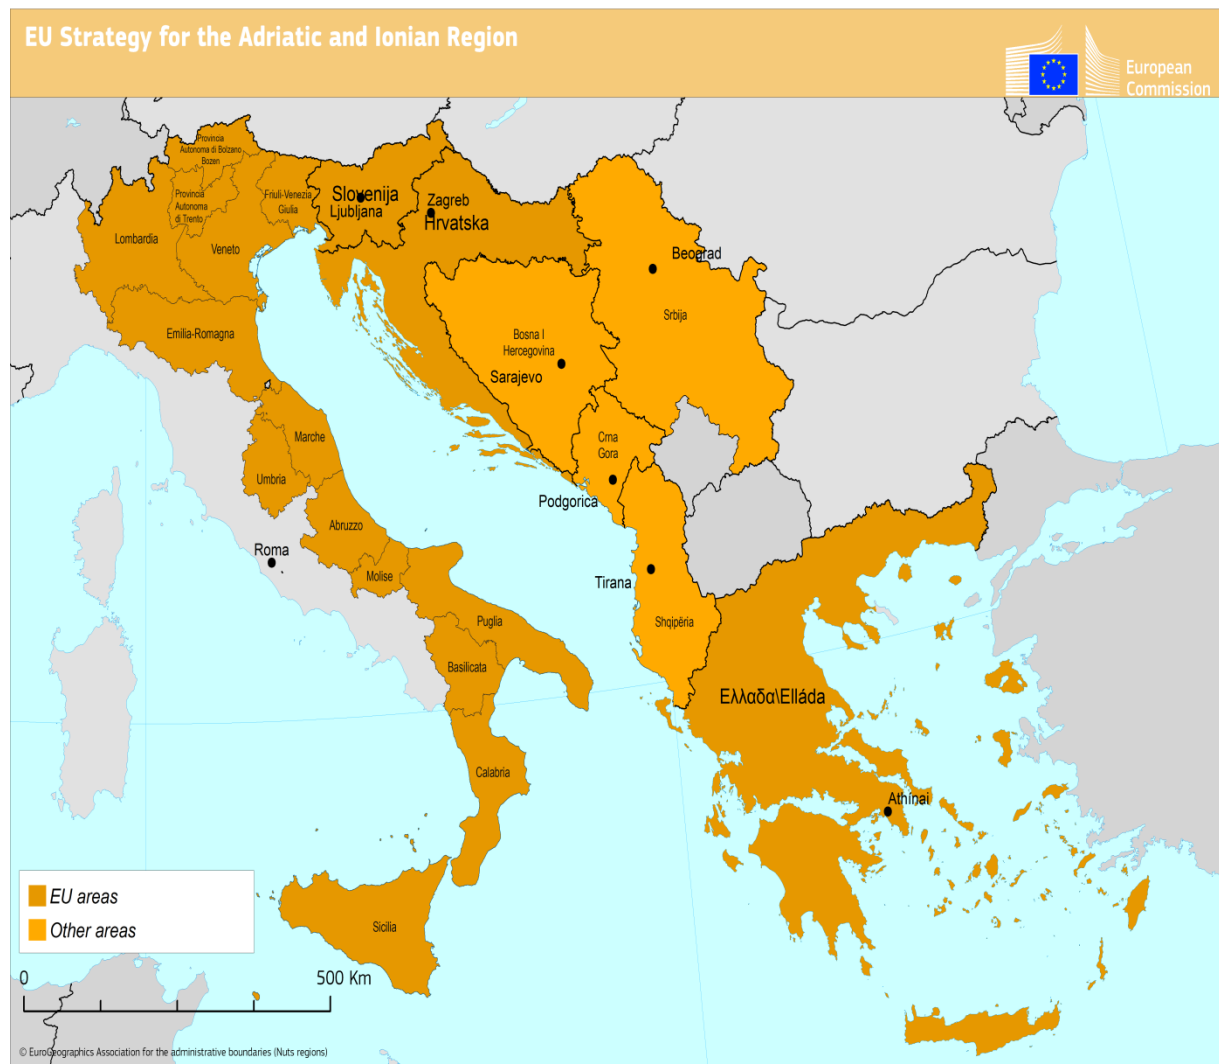 EU Strategy for the Adriatic and Ionian Region
European
Commission
Provincia
Autonoma di Bolzano
Bozen
Provincia
Autonoma
di Trento
Friuli-Venezia
Giulia
Slovenija
Ljubljana
Zagreb
Hrvatska
Lombardia
Veneto
Beograd
Srbija
Emilia-Romagna
Bosna I
Hercegovina
Sarajevo
Marche
Crna
Gora
Umbria
Podgorica
Abruzzo
Roma
Molise
Tirana
Puglia
Shqipëria
Basilicata
Ελλαδα\Elláda
Calabria
Athínai
EU areas
Other areas
Sicilia
0 500 Km
© EuroGeographics Association for the administrative boundaries (Nuts regions)